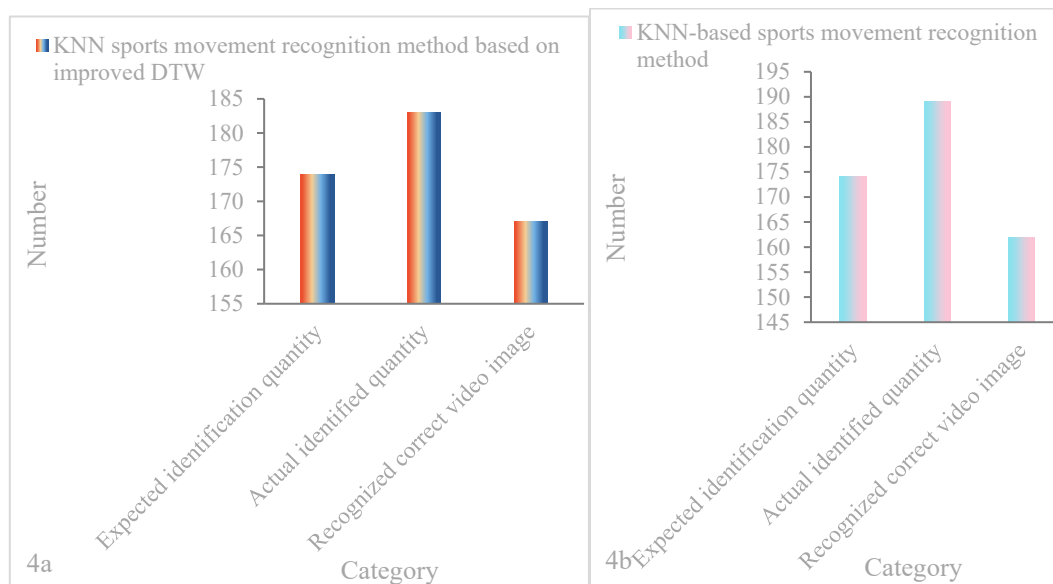 KNN sports movement recognition method based on
improved DTW
185
180
175
170
165
160
155
Number
Expected identification quantity
Actual identified quantity
Recognized correct video image
Category
4a
KNN-based sports movement recognition
method
195
190
185
180
175
170
165
160
155
150
145
Number
Expected identification quantity
Actual identified quantity
Recognized correct video image
Category
4b